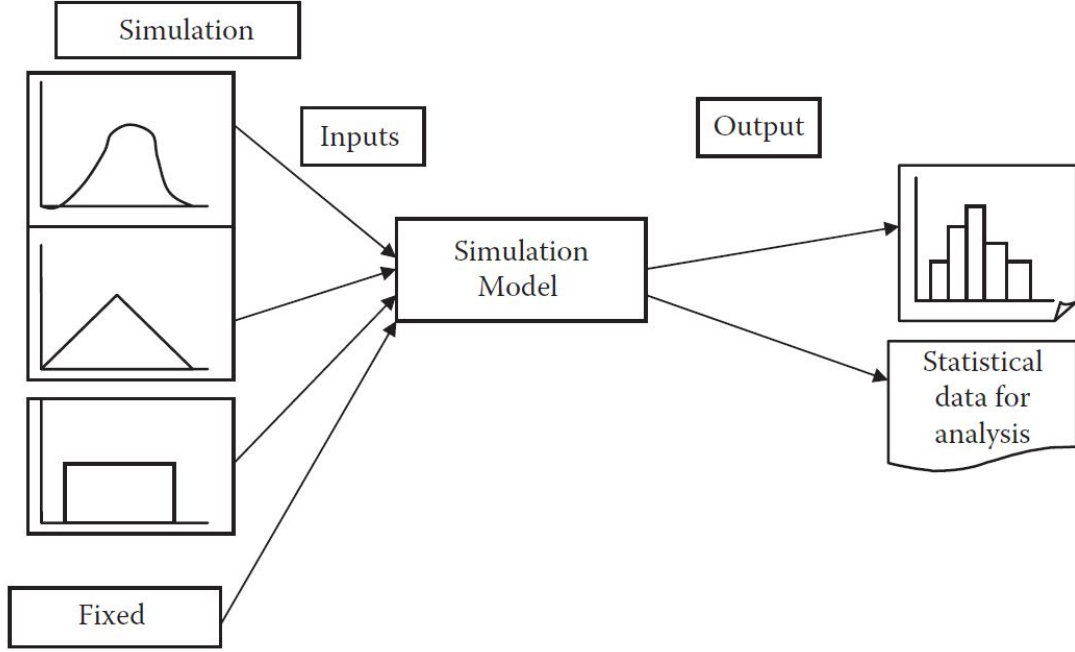 Simulation
Inputs
Output
Simulation
Model
Statistical
data for
analysis
Fixed